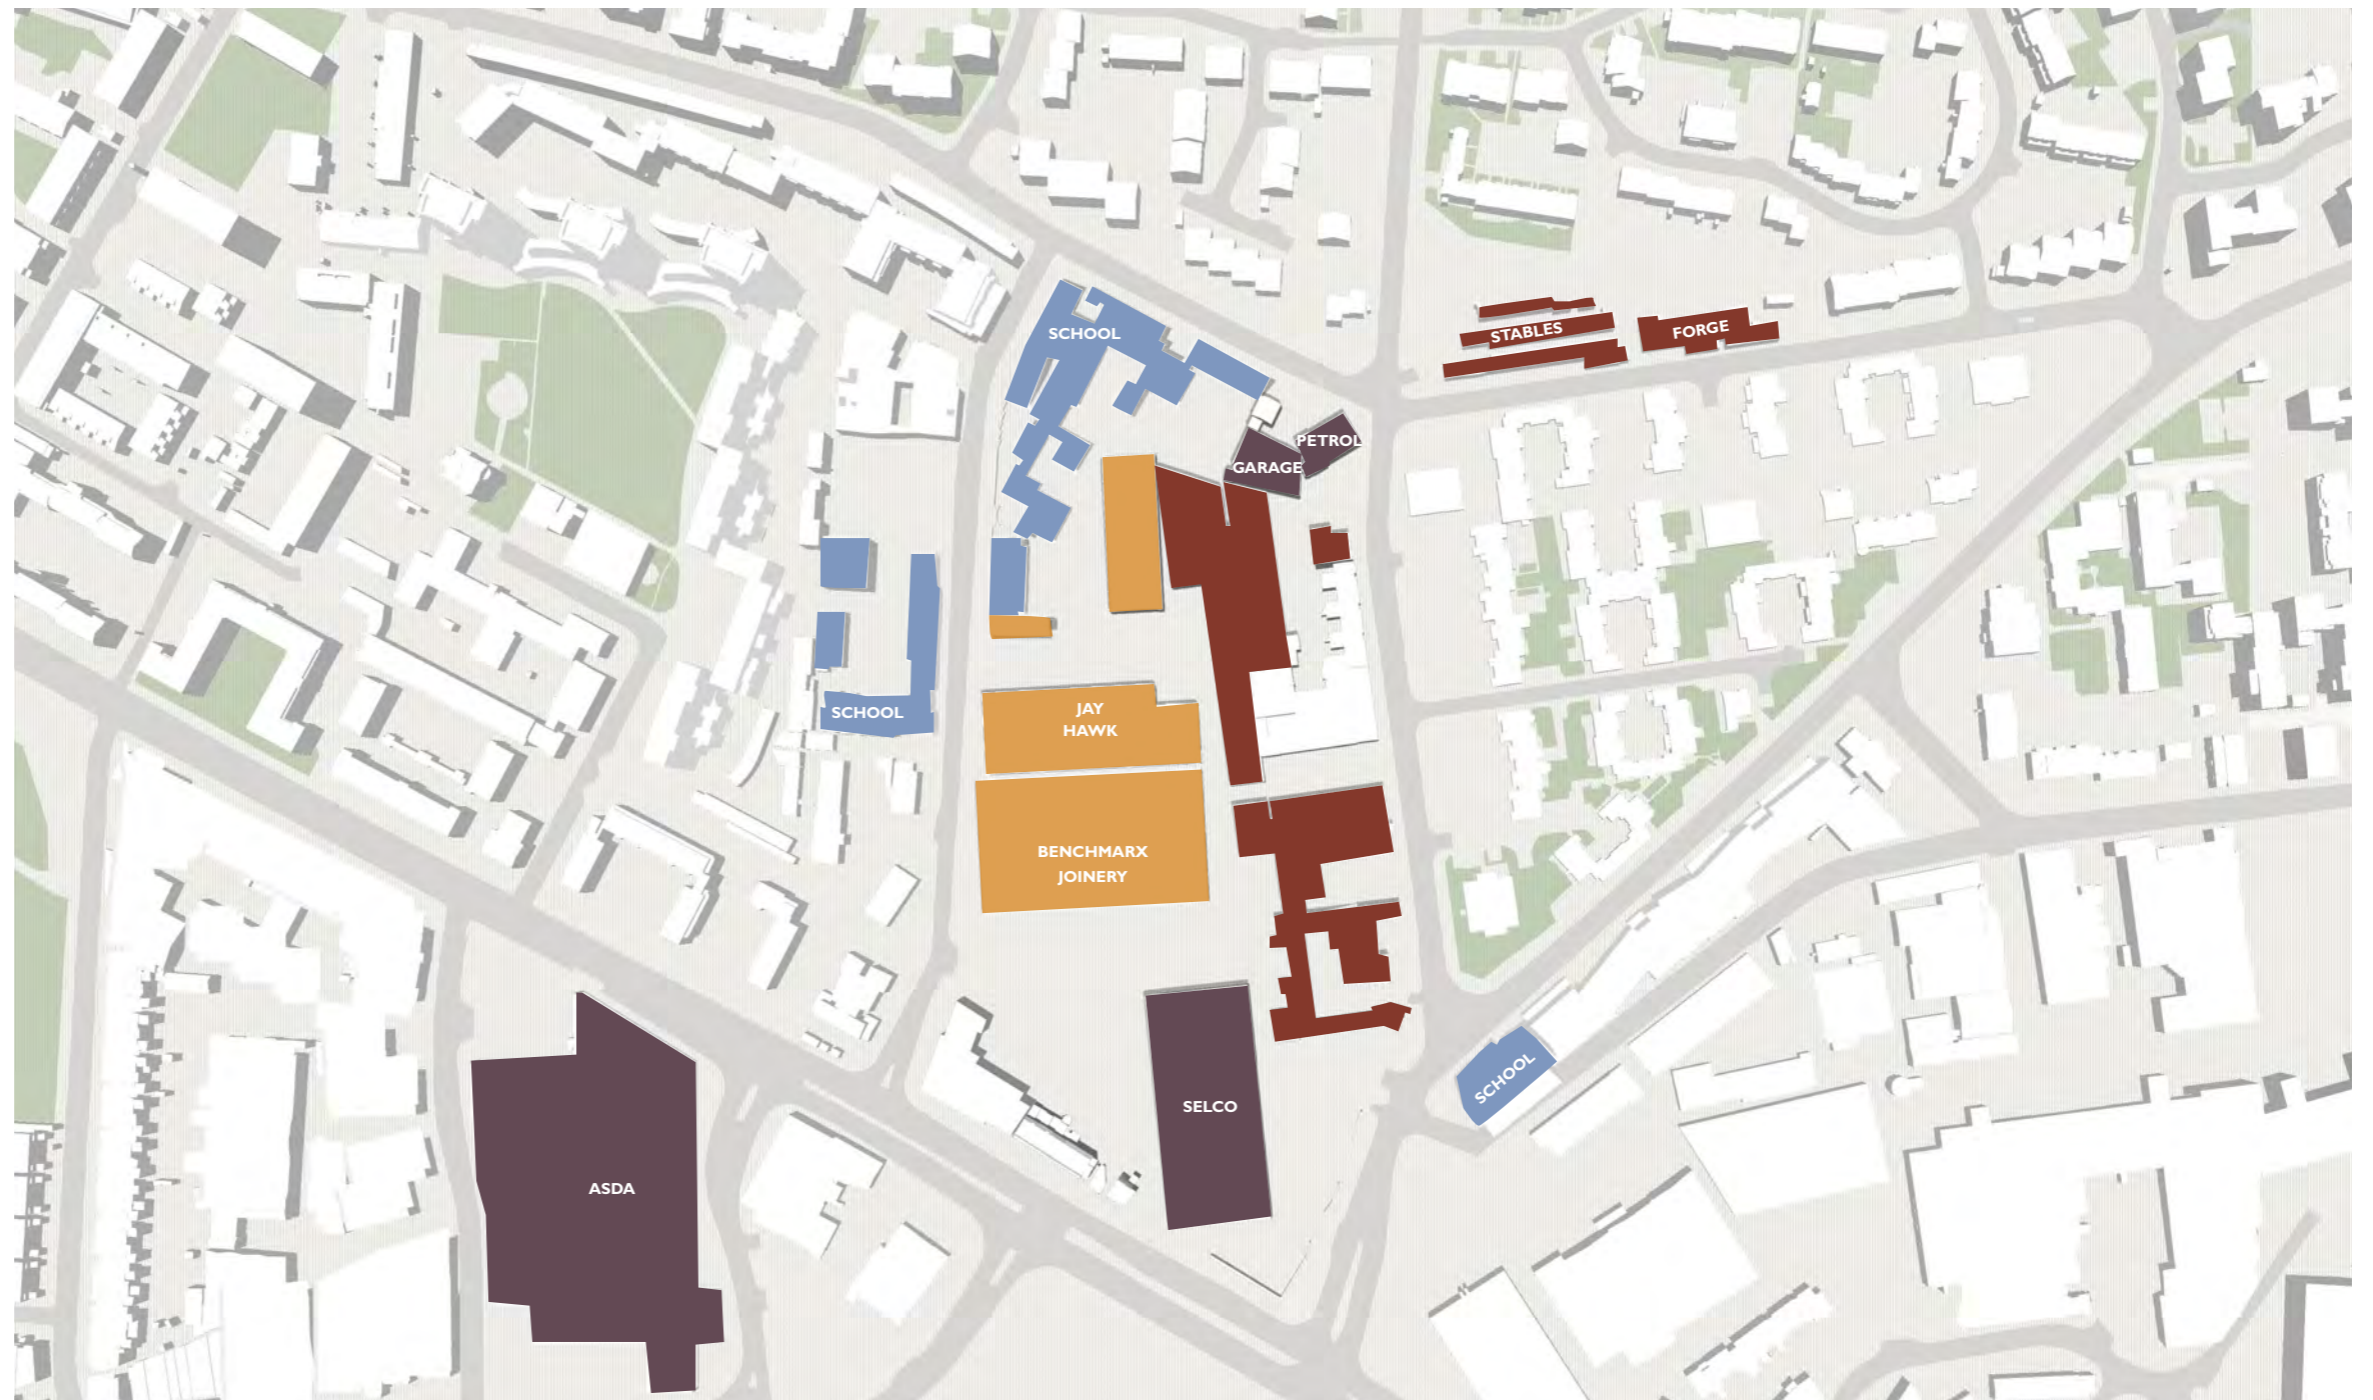 SCHOOL
STABLES
FORGE
PETROL
GARAGE
SCHOOL
JAY
HAWK
BENCHMARX
JOINERY
SCHOOL
SELCO
ASDA